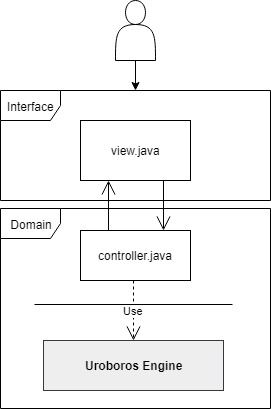 Interface
view.java
Domain
controller.java
Use
Uroboros Engine